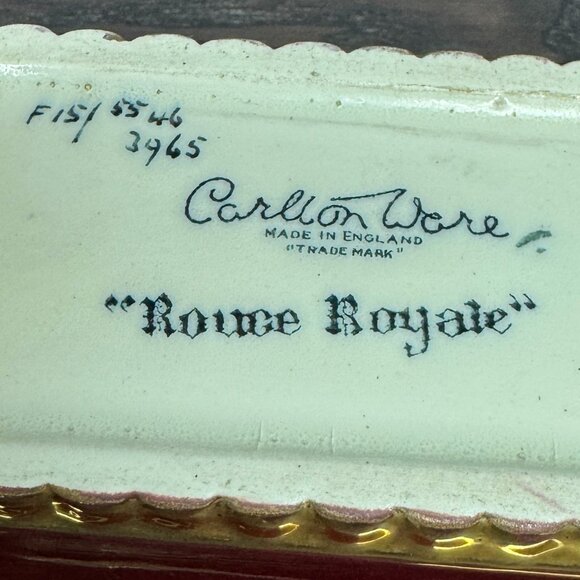 F15/ 5546
3965
Carlton Ware
MADE IN ENGLAND
"TRADE MARK"
"Rouge Royale"